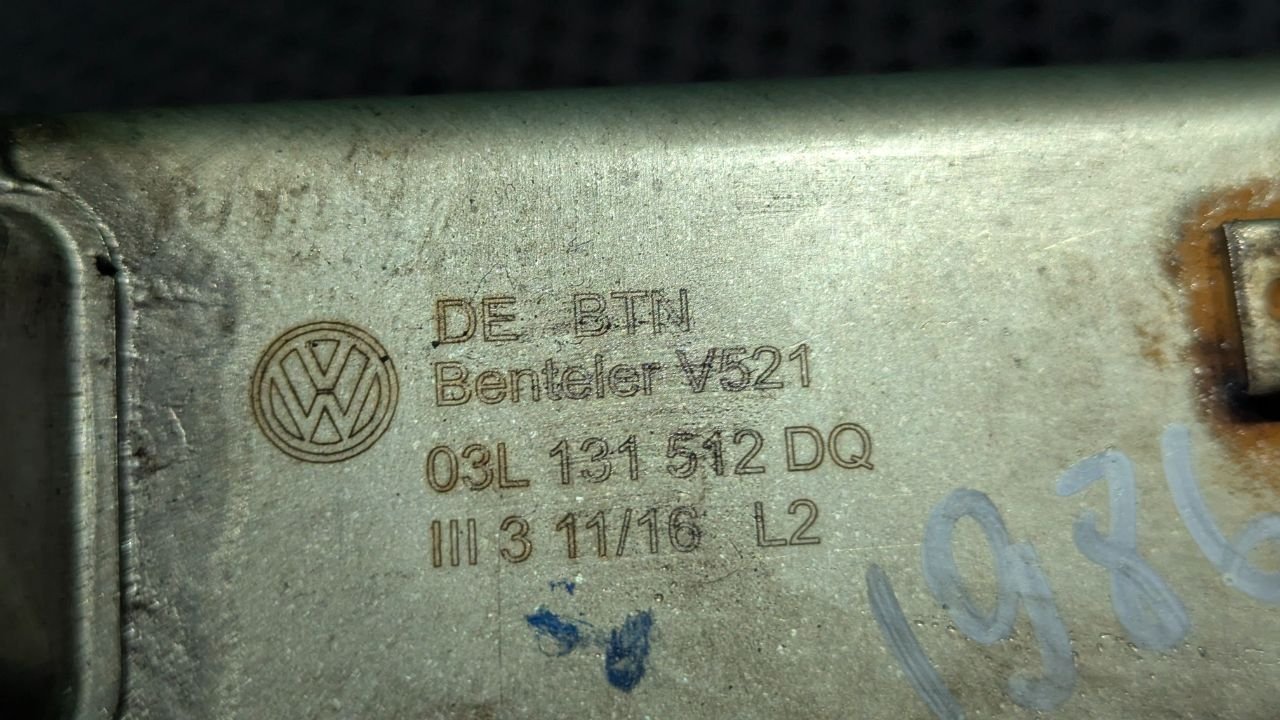 DE BTN
Benteler V521
03L 131 512 DQ
III 3 11/16 L2